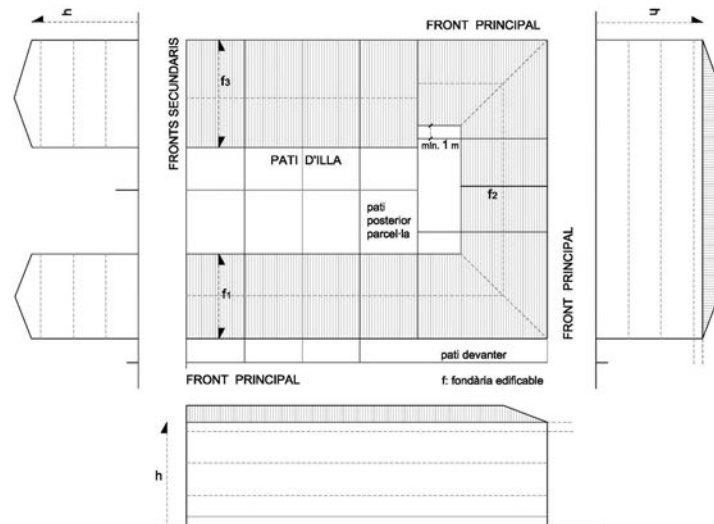 h
h
FRONT PRINCIPAL
FRONTS SECUNDARIS
f3
mín. 1 m
PATI D'ILLA
f2
pati
posterior
parcel·la
f1
FRONT PRINCIPAL
pati devanter
FRONT PRINCIPAL
f: fondària edificable
h